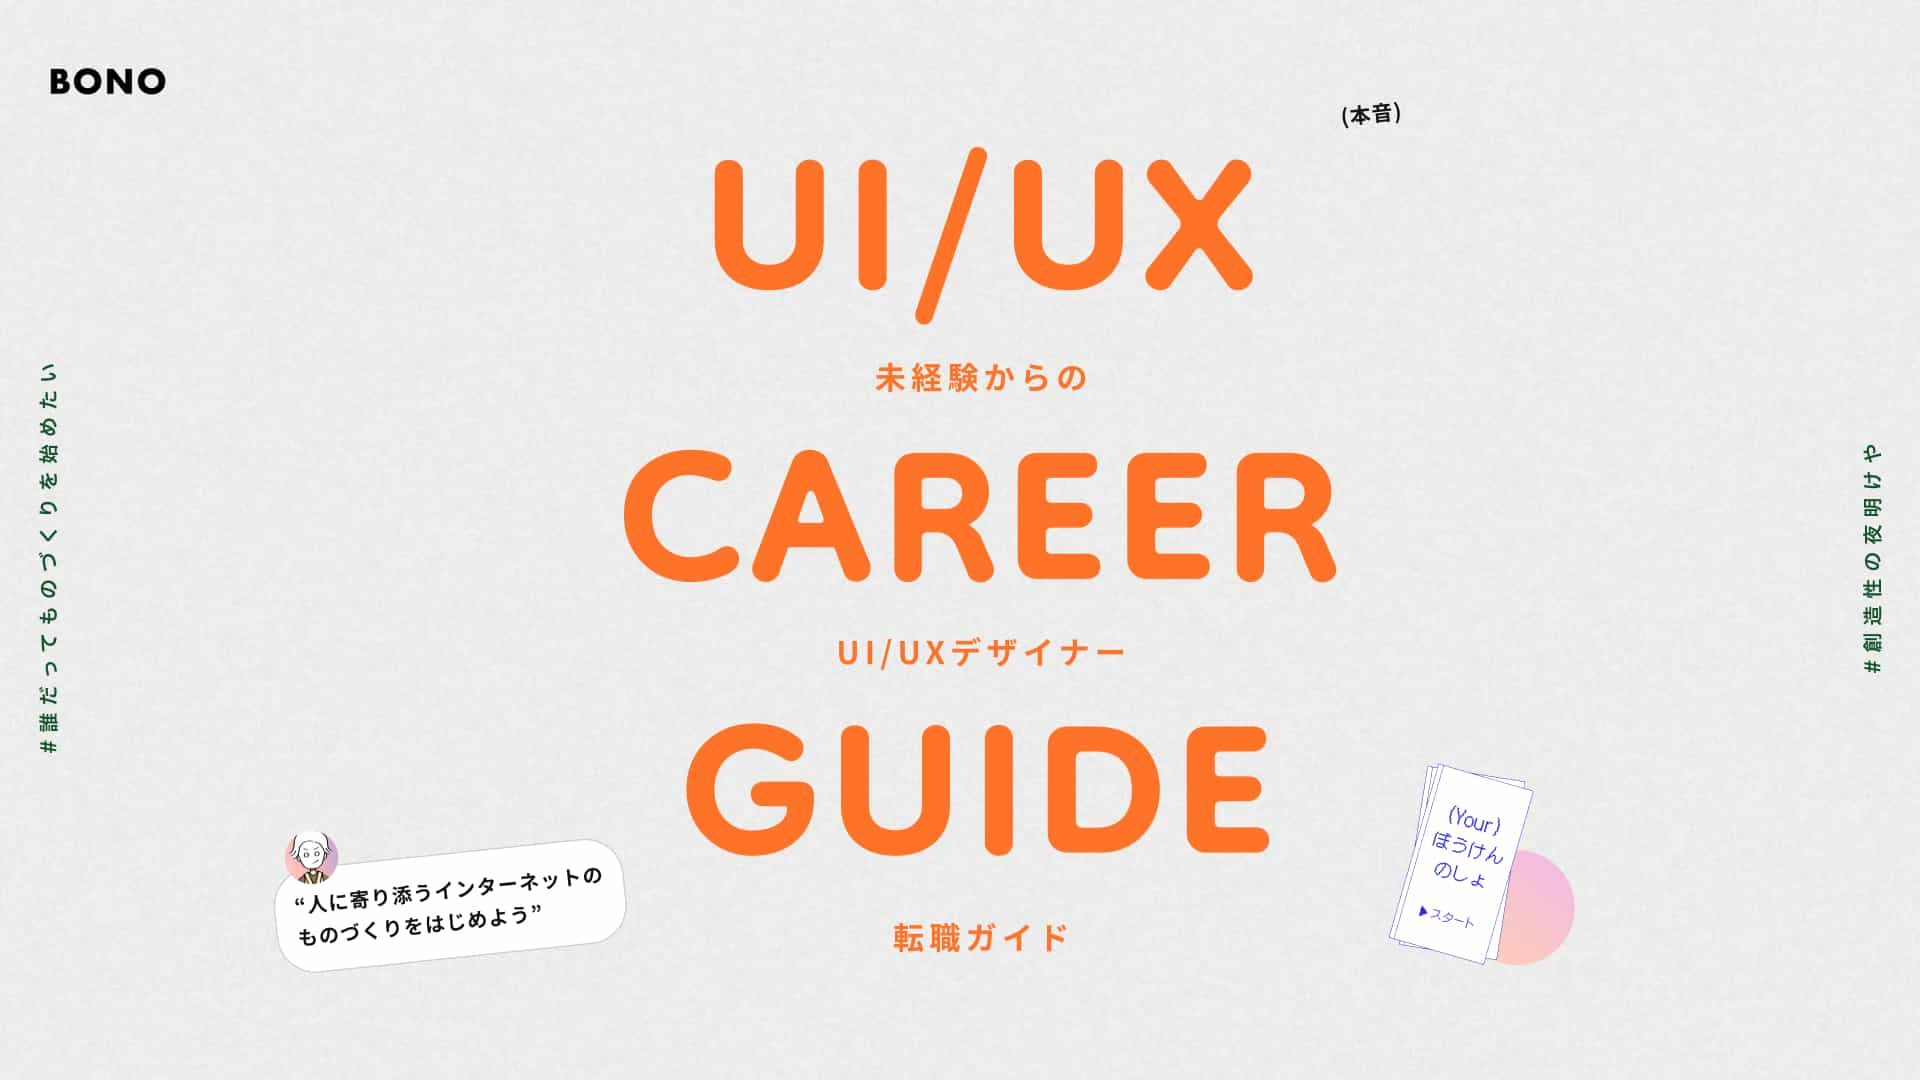 BONO
(本音)
UI/UX
未経験からの
CAREER
UI/UXデザイナー
GUIDE
転職ガイド
#誰だってものづくりを始めたい
#創造性の夜明けや
“人に寄り添うインターネットの
ものづくりをはじめよう”
(Your)
ぼうけん
のしょ
▶スタート